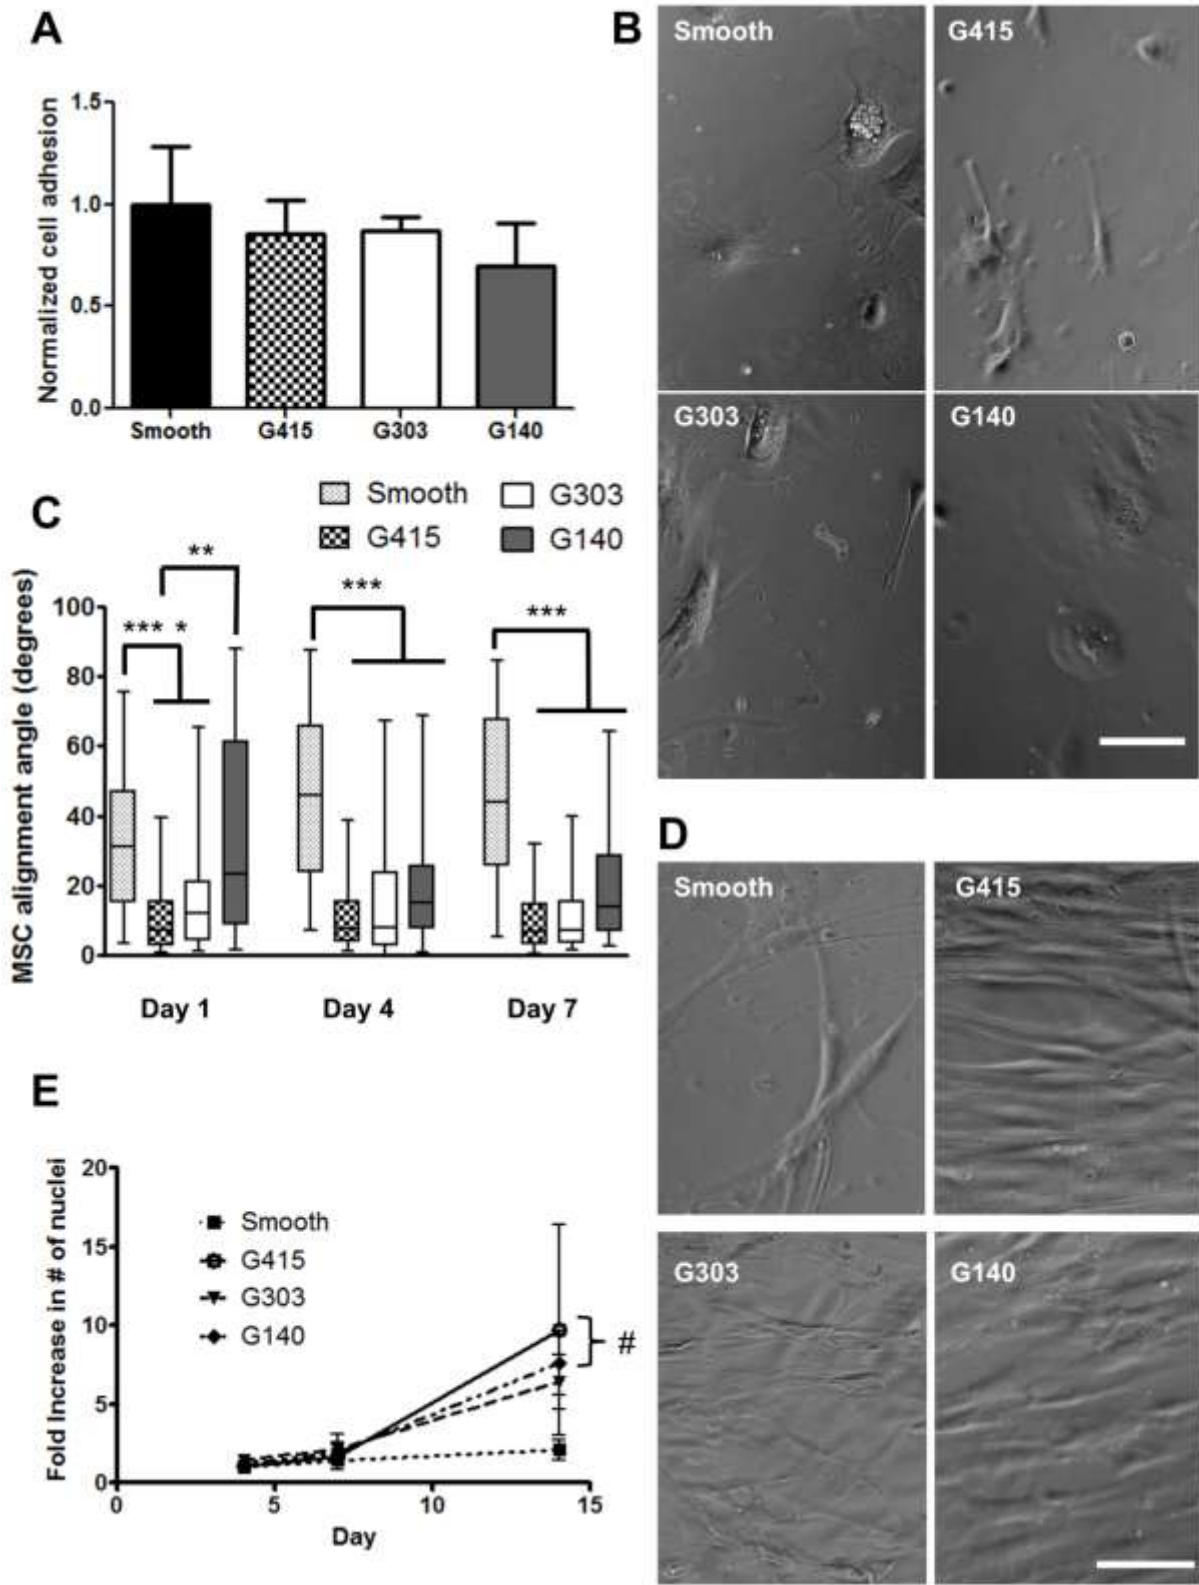 A
Normalized cell adhesion
1.5
1.0
0.5
0.0
Smooth G415 G303 G140
B
Smooth
G415
G303
G140
C
Smooth G303
G415 G140
MSC alignment angle (degrees)
100
80
60
40
20
0
*** *
**
***
***
Day 1 Day 4 Day 7
D
Smooth
G415
G303
G140
E
Fold Increase in # of nuclei
20
15
10
5
0
Smooth
G415
G303
G140
#
0 5 10 15
Day